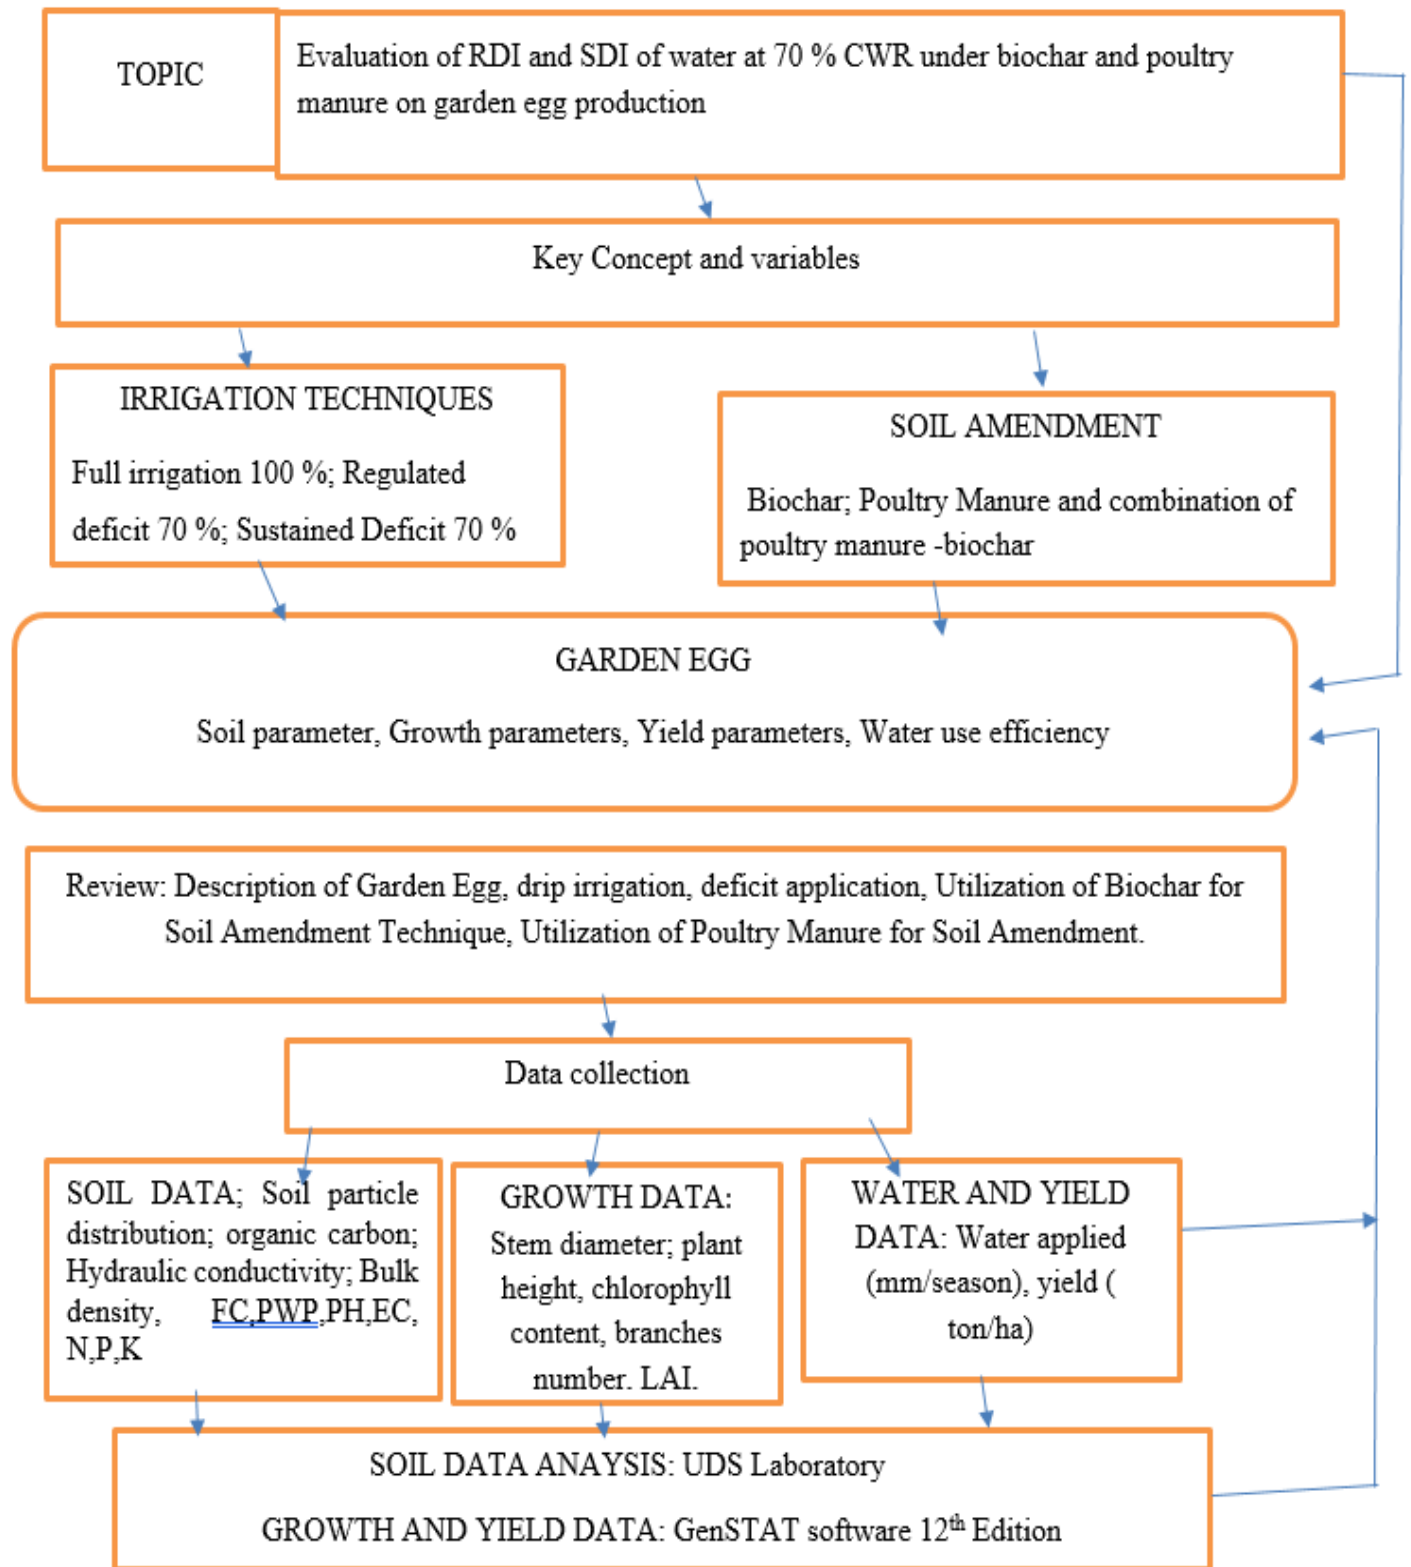 TOPIC
Evaluation of RDI and SDI of water at 70 % CWR under biochar and poultry
manure on garden egg production
Key Concept and variables
IRRIGATION TECHNIQUES
Full irrigation 100 %; Regulated
deficit 70 %; Sustained Deficit 70 %
SOIL AMENDMENT
Biochar; Poultry Manure and combination of
poultry manure -biochar
GARDEN EGG
Soil parameter, Growth parameters, Yield parameters, Water use efficiency
Review: Description of Garden Egg, drip irrigation, deficit application, Utilization of Biochar for
Soil Amendment Technique, Utilization of Poultry Manure for Soil Amendment.
Data collection
SOIL DATA; Soil particle
distribution; organic carbon;
Hydraulic conductivity; Bulk
density, FC,PWP,PH,EC,
N,P,K
GROWTH DATA:
Stem diameter; plant
height, chlorophyll
content, branches
number. LAI.
WATER AND YIELD
DATA: Water applied
(mm/season), yield (
ton/ha)
SOIL DATA ANAYSIS: UDS Laboratory
GROWTH AND YIELD DATA: GenSTAT software 12th Edition